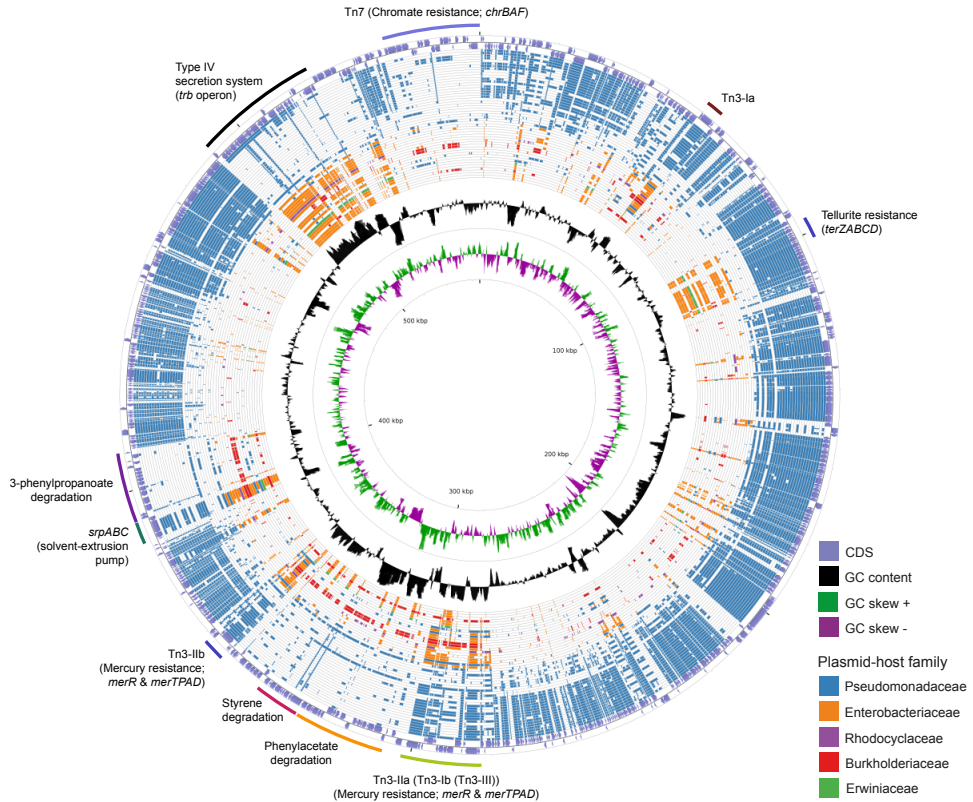 Tn7 (Chromate resistance; chrBAF)
Type IV
secretion system
(trb operon)
Tn3-Ia
Tellurite resistance
(terZABCD)
500 kbp
100 kbp
400 kbp
200 kbp
300 kbp
3-phenylpropanoate
degradation
srpABC
(solvent-extrusion
pump)
Tn3-IIb
(Mercury resistance;
merR & merTPAD)
Styrene
degradation
Phenylacetate
degradation
Tn3-IIa (Tn3-Ib (Tn3-III))
(Mercury resistance; merR & merTPAD)
CDS
GC content
GC skew +
GC skew -
Plasmid-host family
Pseudomonadaceae
Enterobacteriaceae
Rhodocyclaceae
Burkholderiaceae
Erwiniaceae